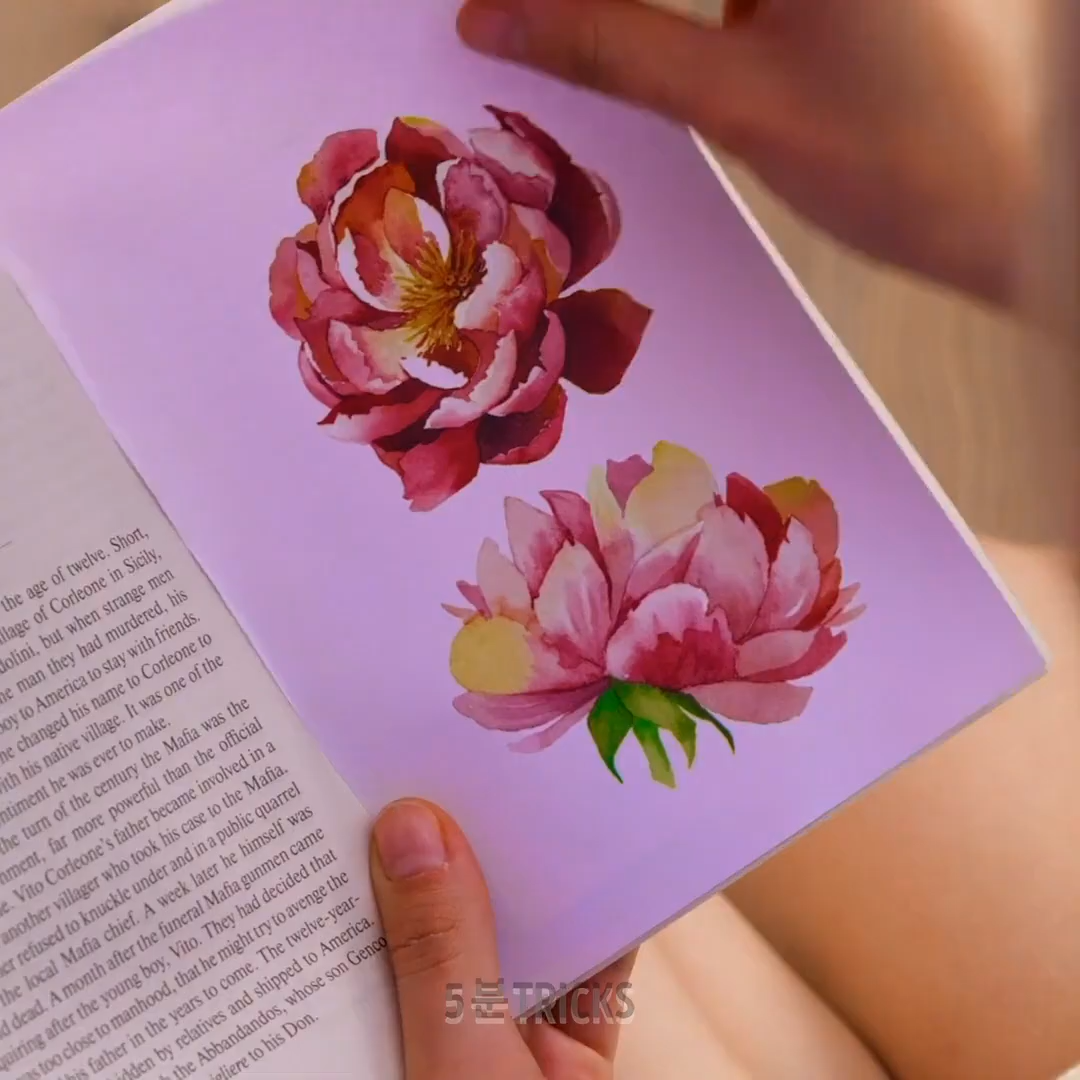 the age of twelve. Short,
illage of Corleone in Sicily,
dolini, but when strange men
he man they had murdered, his
boy to America to stay with friends.
he changed his name to Corleone to
with his native village. It was one of the
ntiment he was ever to make.
the turn of the century the Mafia was the
nment, far more powerful than the official
e. Vito Corleone's father became involved in a
another villager who took his case to the Mafia.
refused to knuckle under and in a public quarrel
the local Mafia chief. A week later he himself was
d dead. A month after the funeral Mafia gunmen came
quiring after the young boy, Vito. They had decided that
was too close to manhood, that he might try to avenge the
his father in the years to come. The twelve-year-
hidden by relatives and shipped to America.
the Abbandandos, whose son Genco
igliere to his Don.
5분 TRICKS